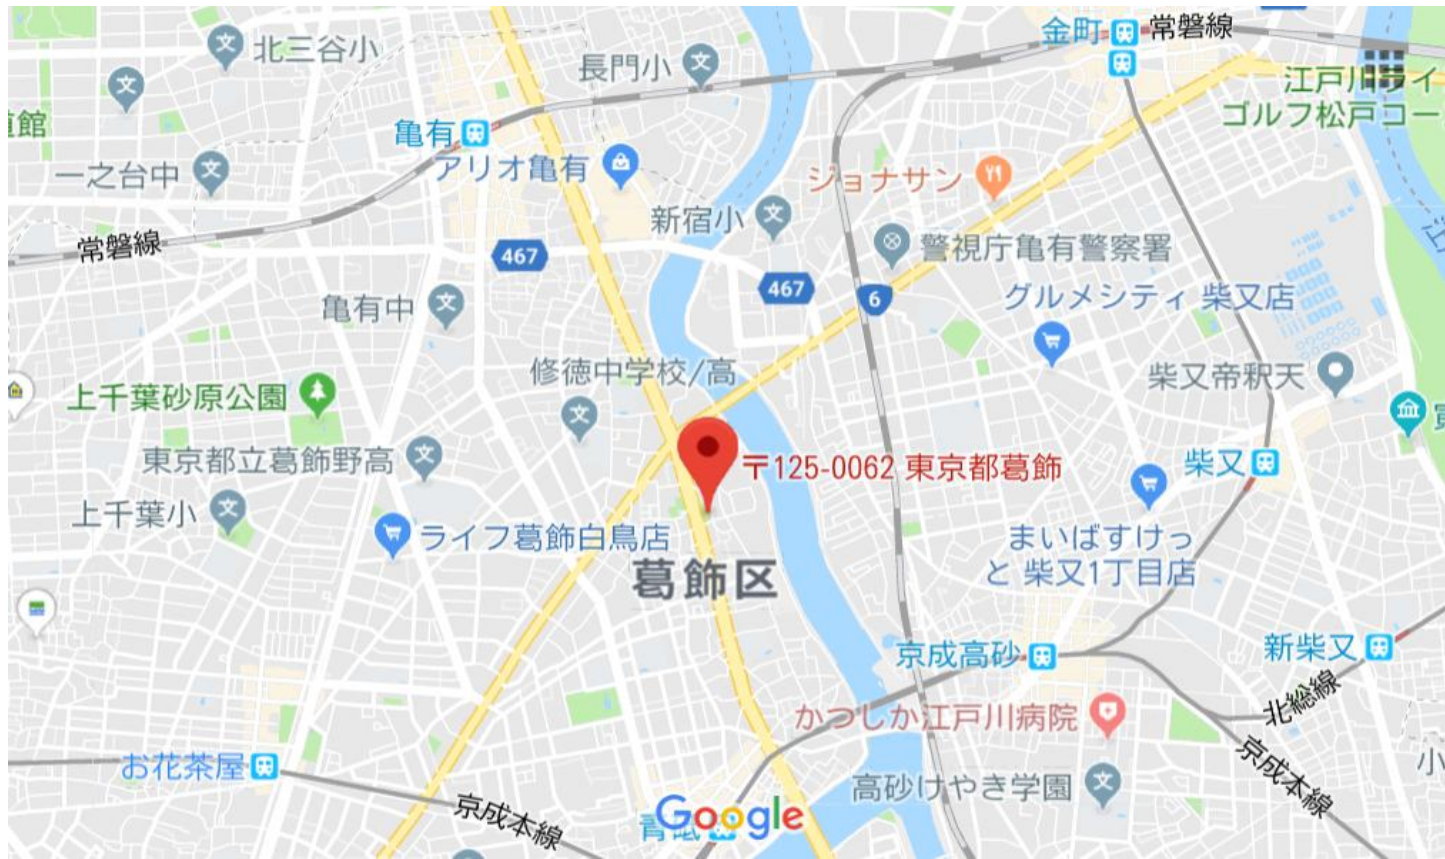 金町
常磐線
北三谷小
長門小
江戸川ライ
ゴルフ松戸コー
館
亀有
アリオ亀有
一之台中
ジョナサン
新宿小
常磐線
467
警視庁亀有警察署
467
6
グルメシティ 柴又店
亀有中
修徳中学校/高
柴又帝釈天
上千葉砂原公園
東京都立葛飾野高
〒125-0062 東京都葛飾
柴又
上千葉小
ライフ葛飾白鳥店
まいばすけっ
と 柴又1丁目店
葛飾区
京成高砂
新柴又
北総線
かつしか江戸川病院
お花茶屋
京成本線
高砂けやき学園
京成本線
小
Google